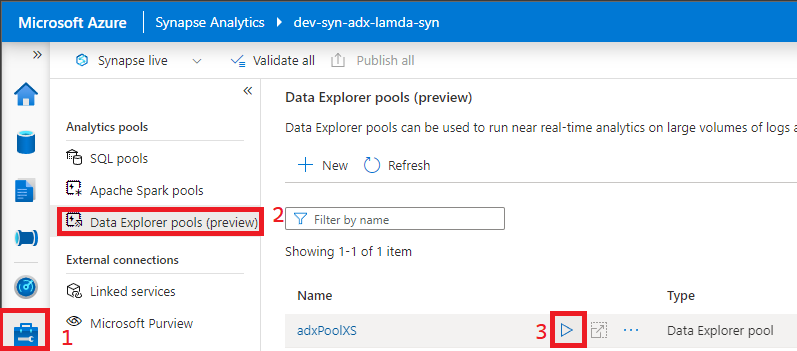 Microsoft Azure Synapse Analytics dev-syn-adx-lamda-syn
»
Synapse live Validate all Publish all
«
Analytics pools
SQL pools
Apache Spark pools
Data Explorer pools (preview)
External connections
Linked services
Microsoft Purview
1
Data Explorer pools (preview)
Data Explorer pools can be used to run near real-time analytics on large volumes of logs a
New Refresh
2
Filter by name
Showing 1-1 of 1 item
Name Type
adxPoolXS 3 ··· Data Explorer pool